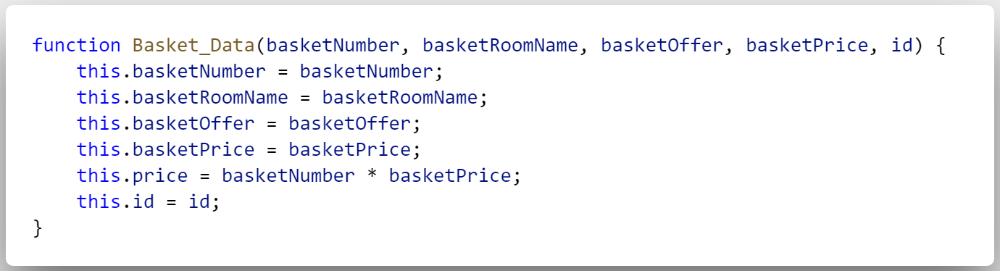 function Basket_Data(basketNumber, basketRoomName, basketOffer, basketPrice, id) {
    this.basketNumber = basketNumber;
    this.basketRoomName = basketRoomName;
    this.basketOffer = basketOffer;
    this.basketPrice = basketPrice;
    this.price = basketNumber * basketPrice;
    this.id = id;
}